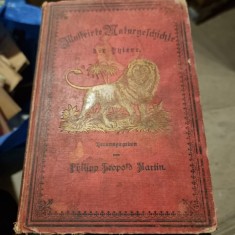 Illustrirte Naturgeschichte
der Thiere.
Herausgegeben
von
Philipp Leopold Martin.